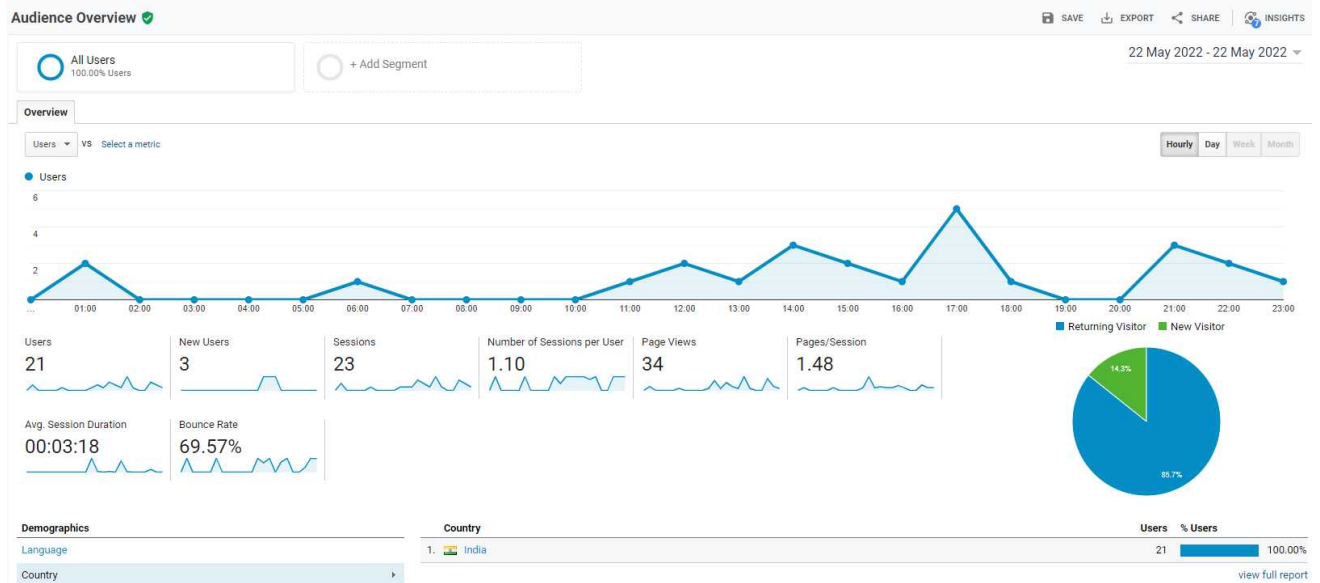 Audience Overview
SAVE EXPORT SHARE INSIGHTS
7
All Users
100.00% Users
+ Add Segment
22 May 2022 - 22 May 2022
Overview
Users VS Select a metric
Hourly Day Week Month
Users
6
4
2
... 01:00 02:00 03:00 04:00 05:00 06:00 07:00 08:00 09:00 10:00 11:00 12:00 13:00 14:00 15:00 16:00 17:00 18:00 19:00 20:00 21:00 22:00 23:00
Returning Visitor New Visitor
Users
21
New Users
3
Sessions
23
Number of Sessions per User
1.10
Page Views
34
Pages/Session
1.48
14.3%
85.7%
Avg. Session Duration
00:03:18
Bounce Rate
69.57%
Demographics
Language
Country
Country Users % Users
1. India 21 100.00%
view full report